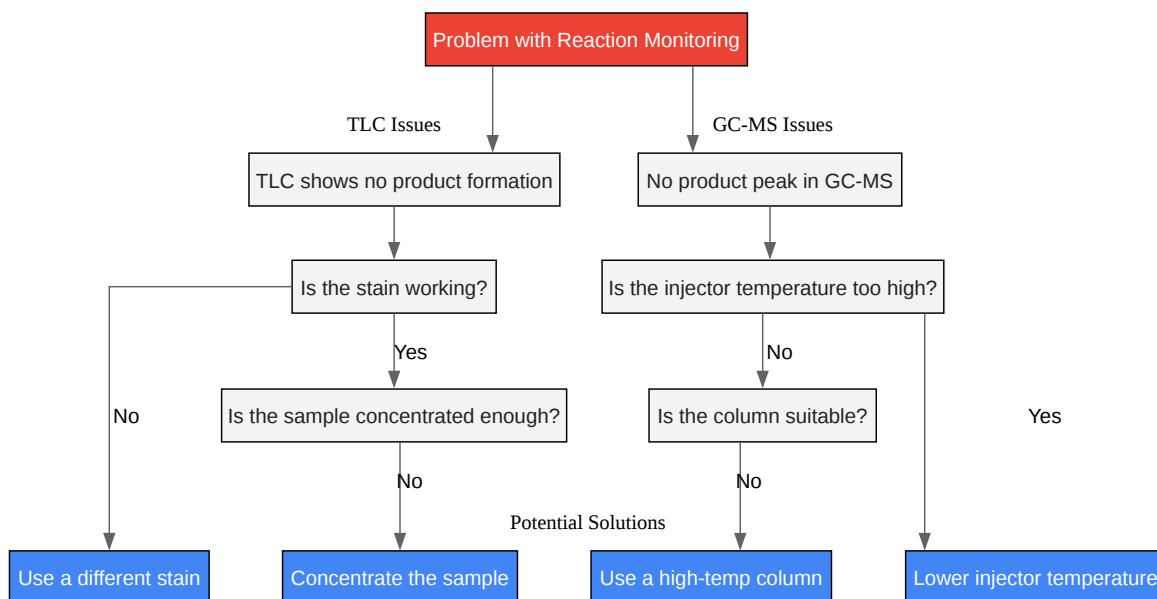 Problem with Reaction Monitoring
TLC Issues
GC-MS Issues
TLC shows no product formation
No product peak in GC-MS
Is the stain working?
Is the injector temperature too high?
Yes
No
Is the sample concentrated enough?
Is the column suitable?
No
Yes
No
No
Potential Solutions
Use a different stain
Concentrate the sample
Use a high-temp column
Lower injector temperature